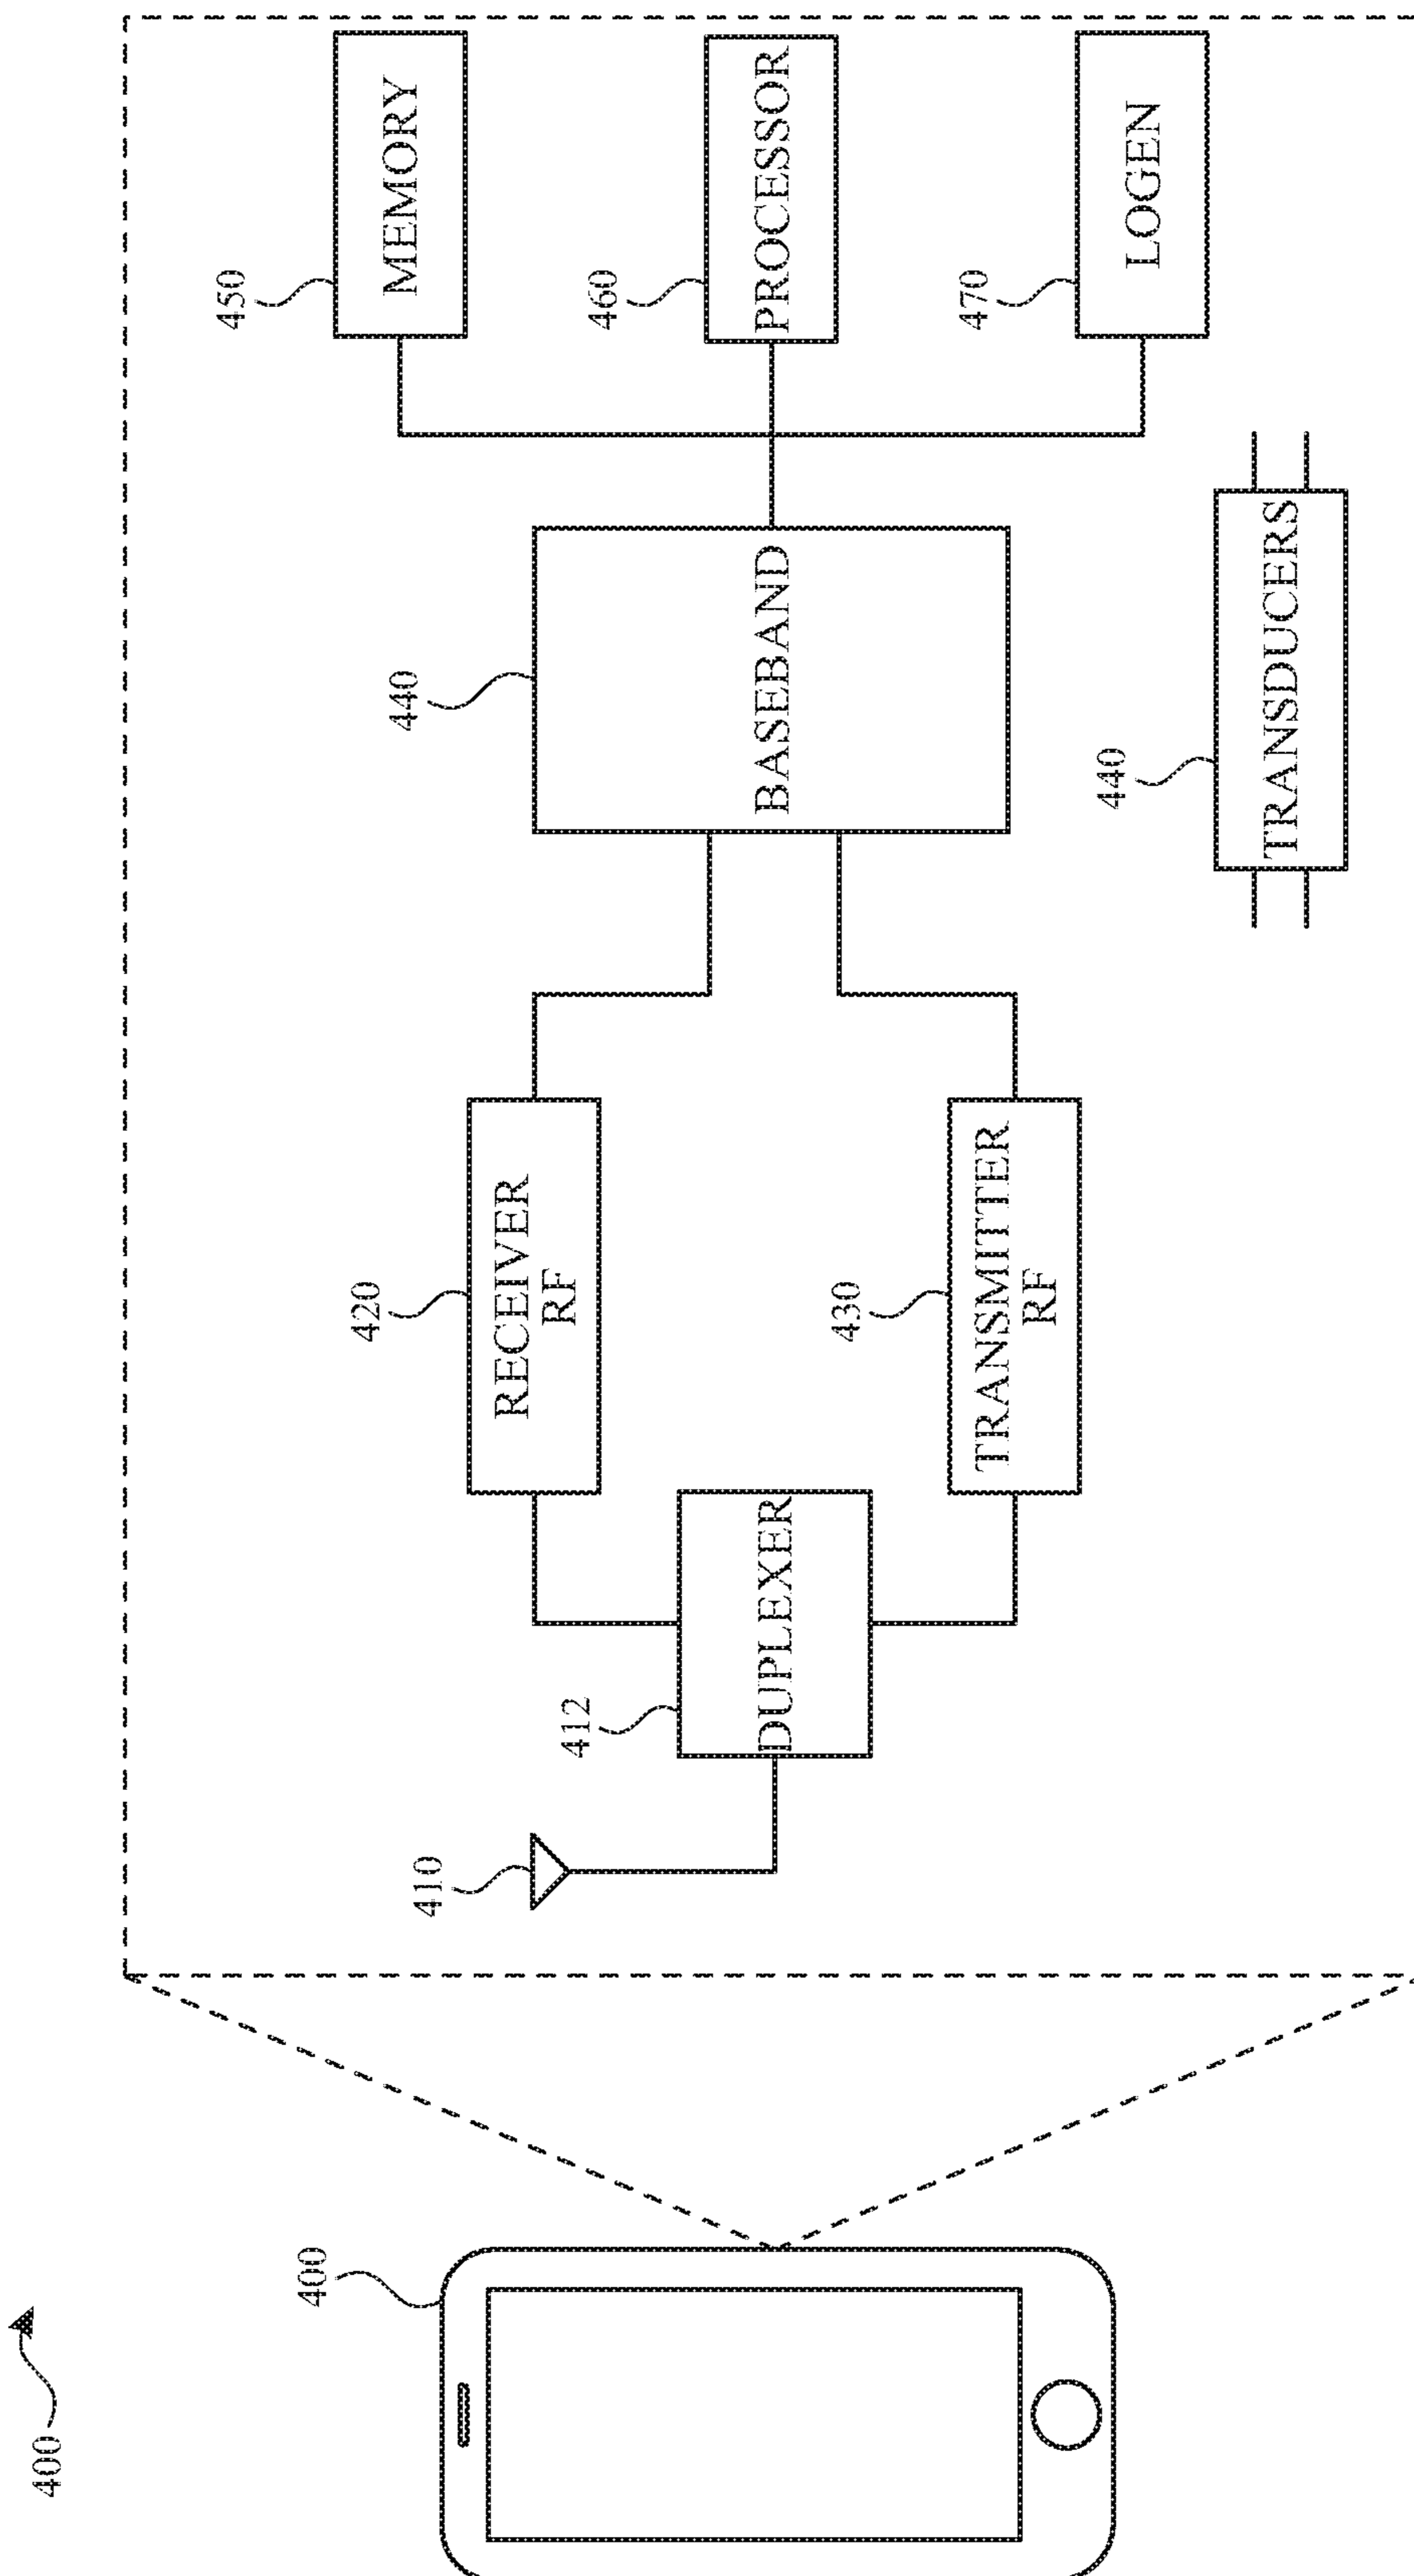 400
400
410
412
DUPLEXER
420
RECEIVER
RF
430
TRANSMITTER
RF
440
BASEBAND
440
TRANSDUCERS
450
MEMORY
460
PROCESSOR
470
LOGEN